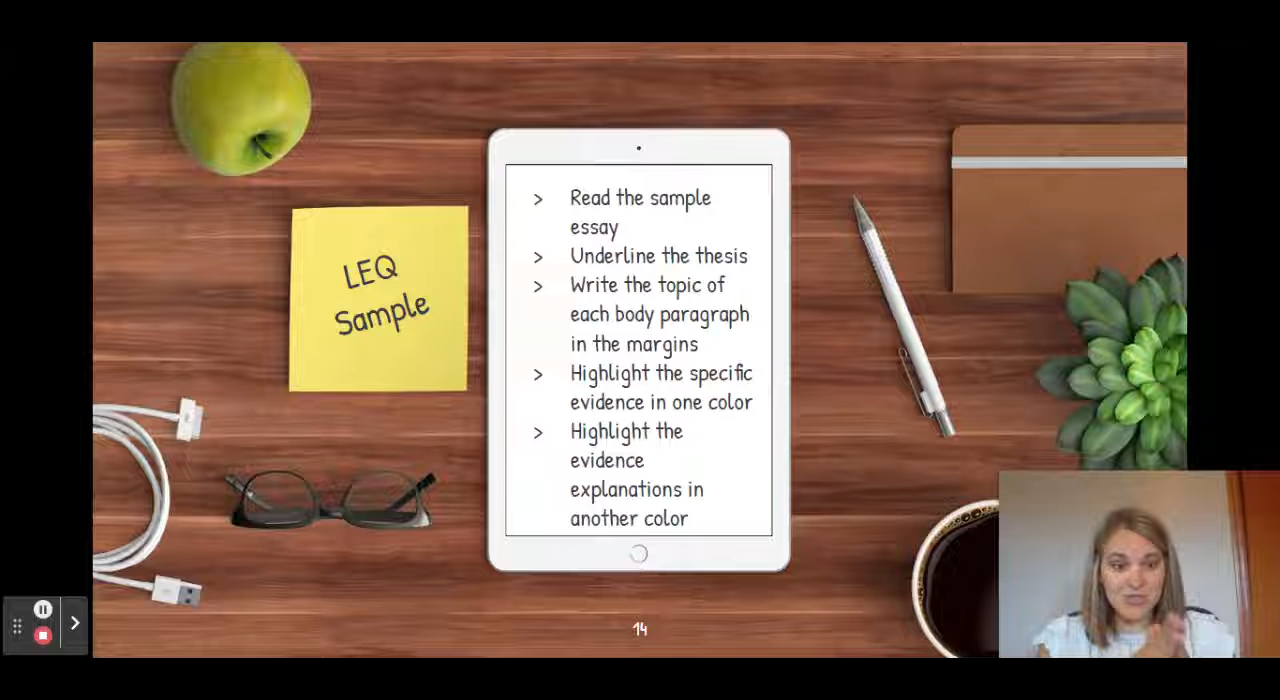 LEQ
Sample
> Read the sample
essay
> Underline the thesis
> Write the topic of
each body paragraph
in the margins
> Highlight the specific
evidence in one color
> Highlight the
evidence
explanations in
another color
14